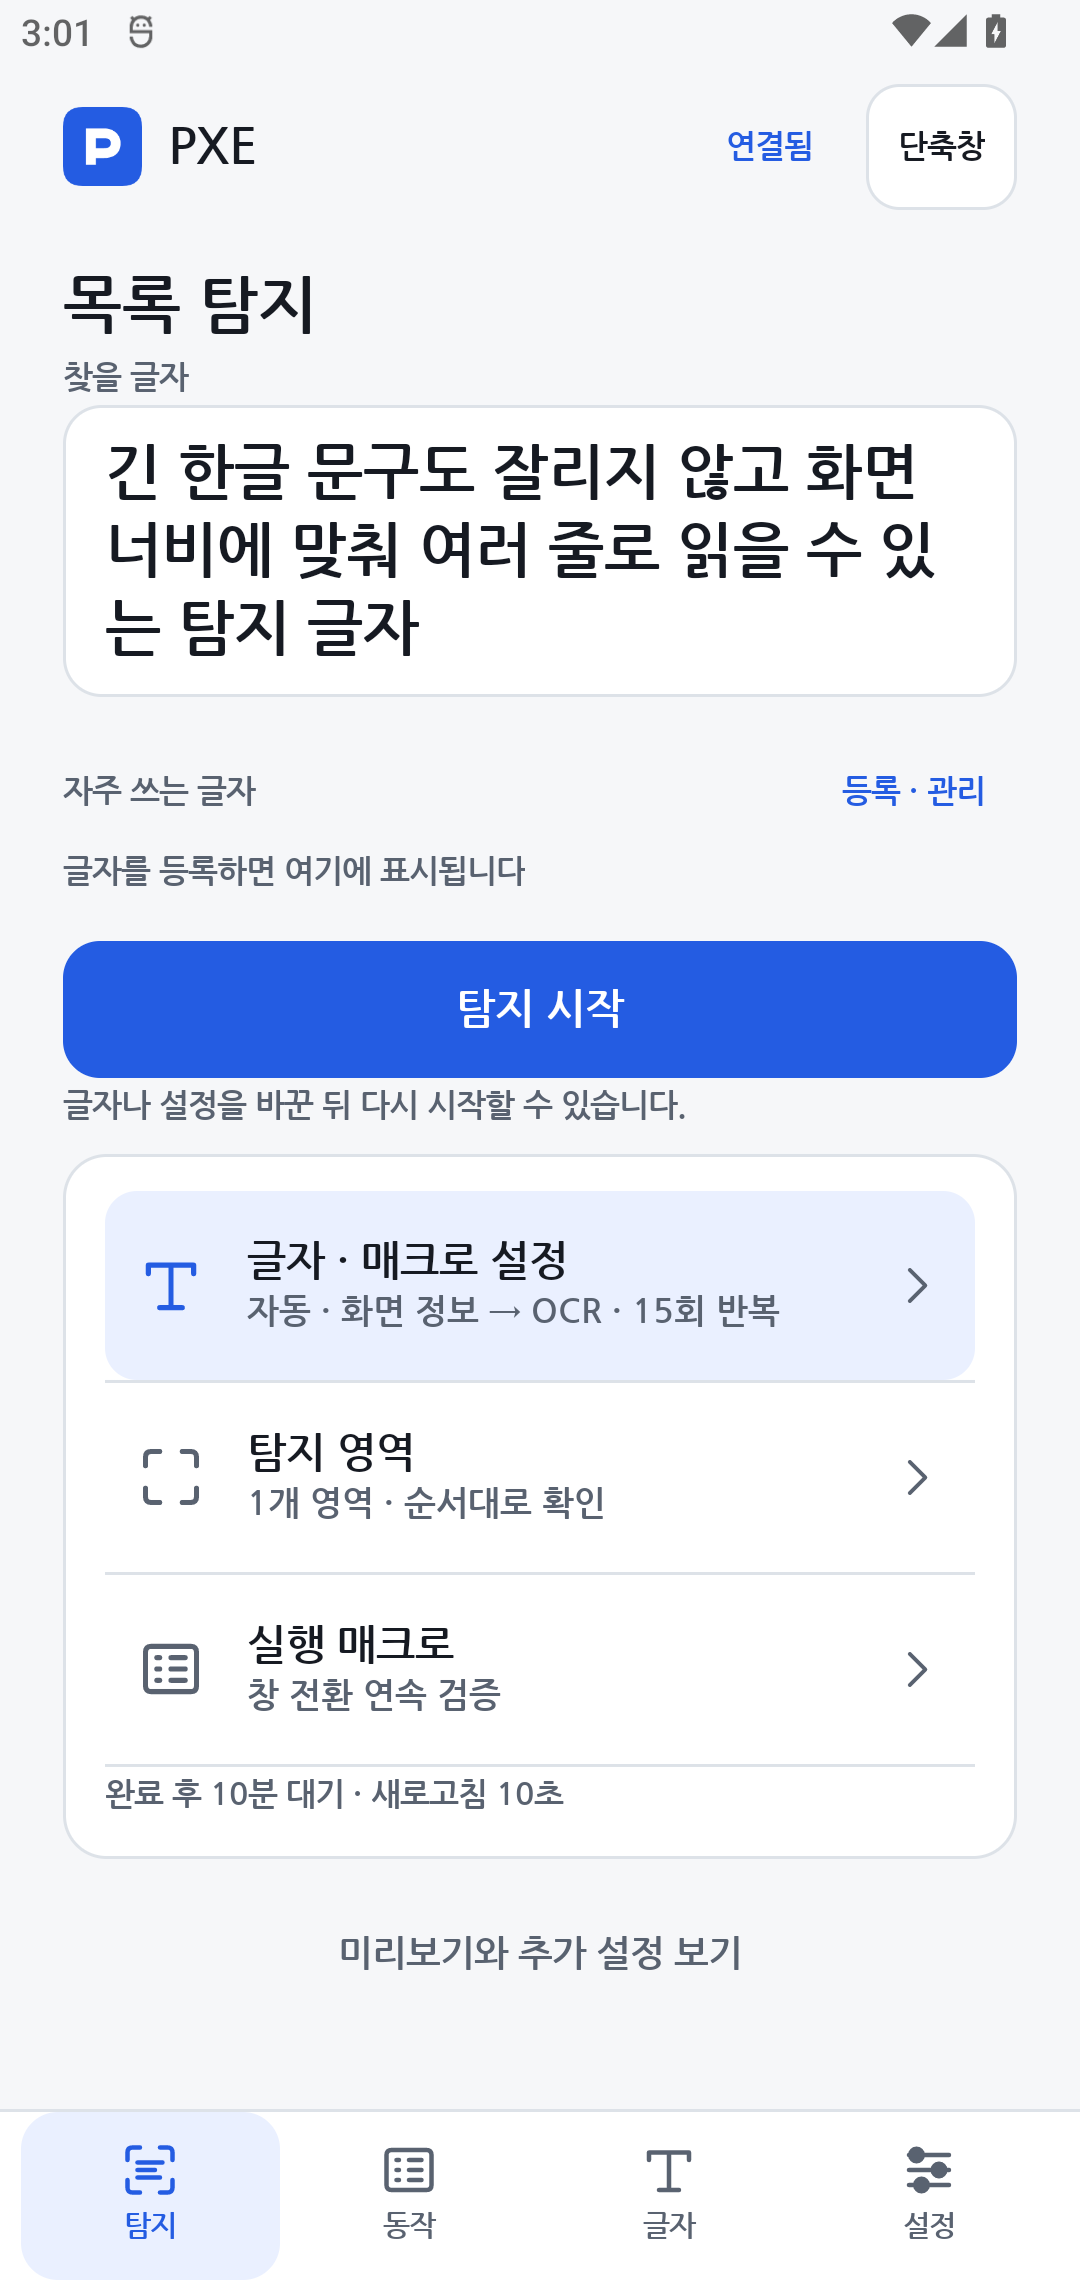 3:01
P PXE 연결됨 단축창
목록 탐지
찾을 글자
긴 한글 문구도 잘리지 않고 화면
너비에 맞춰 여러 줄로 읽을 수 있
는 탐지 글자
자주 쓰는 글자 등록 · 관리
글자를 등록하면 여기에 표시됩니다
탐지 시작
글자나 설정을 바꾼 뒤 다시 시작할 수 있습니다.
글자 · 매크로 설정
자동 · 화면 정보 → OCR · 15회 반복
탐지 영역
1개 영역 · 순서대로 확인
실행 매크로
창 전환 연속 검증
완료 후 10분 대기 · 새로고침 10초
미리보기와 추가 설정 보기
탐지 동작 글자 설정